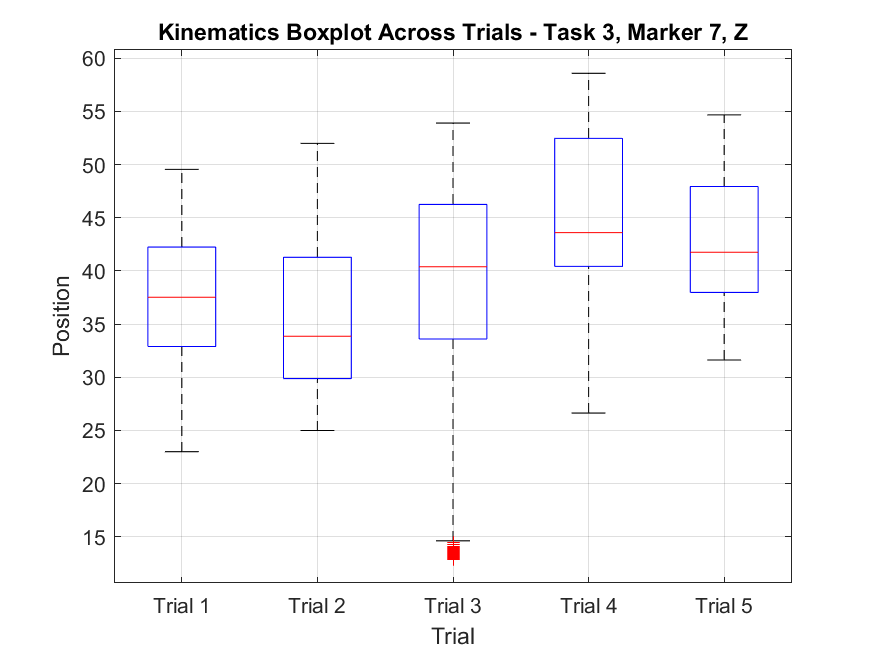 Kinematics Boxplot Across Trials - Task 3, Marker 7, Z
60
55
50
45
40
35
30
25
20
15
Position
Trial 1 Trial 2 Trial 3 Trial 4 Trial 5
Trial